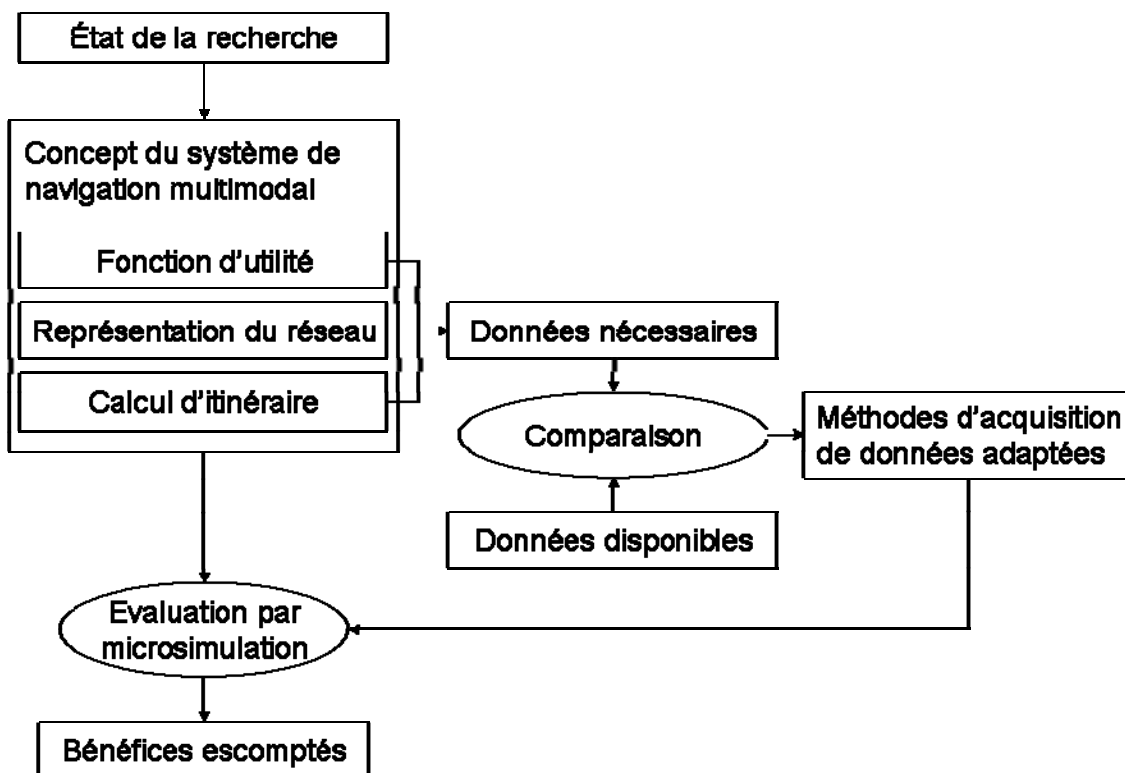 État de la recherche
Concept du système de
navigation multimodal
Fonction d'utilité
Représentation du réseau
Calcul d'itinéraire
Données nécessaires
Comparaison
Données disponibles
Méthodes d'acquisition
de données adaptées
Evaluation par
microsimulation
Bénéfices escomptés